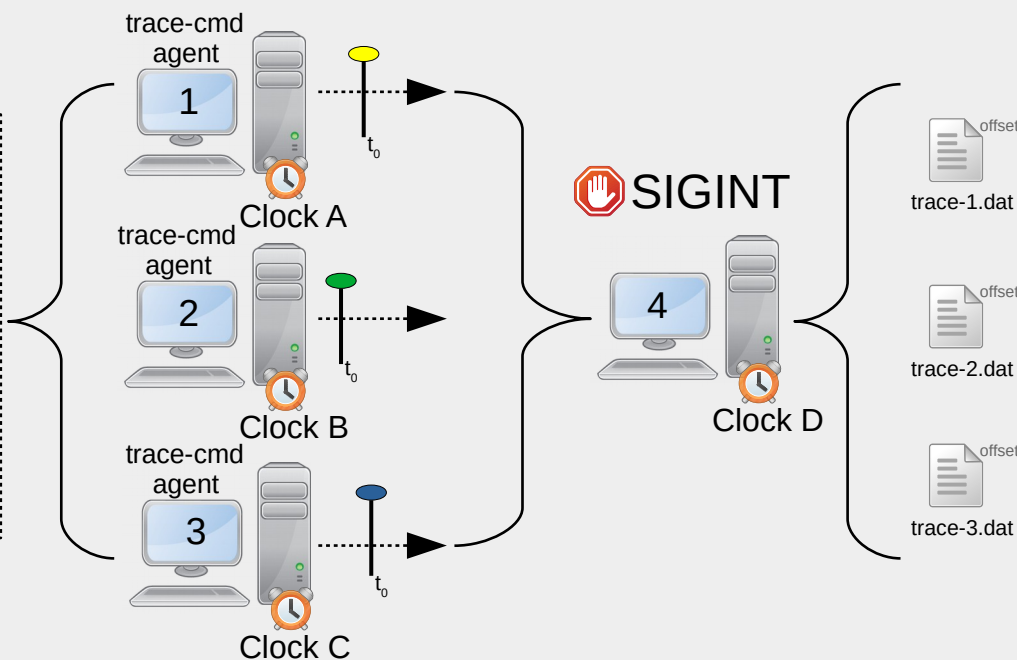 trace-cmd
agent
1
t0
Clock A
trace-cmd
agent
2
t0
Clock B
trace-cmd
agent
3
t0
Clock C
SIGINT
4
Clock D
offset
trace-1.dat
offset
trace-2.dat
offset
trace-3.dat